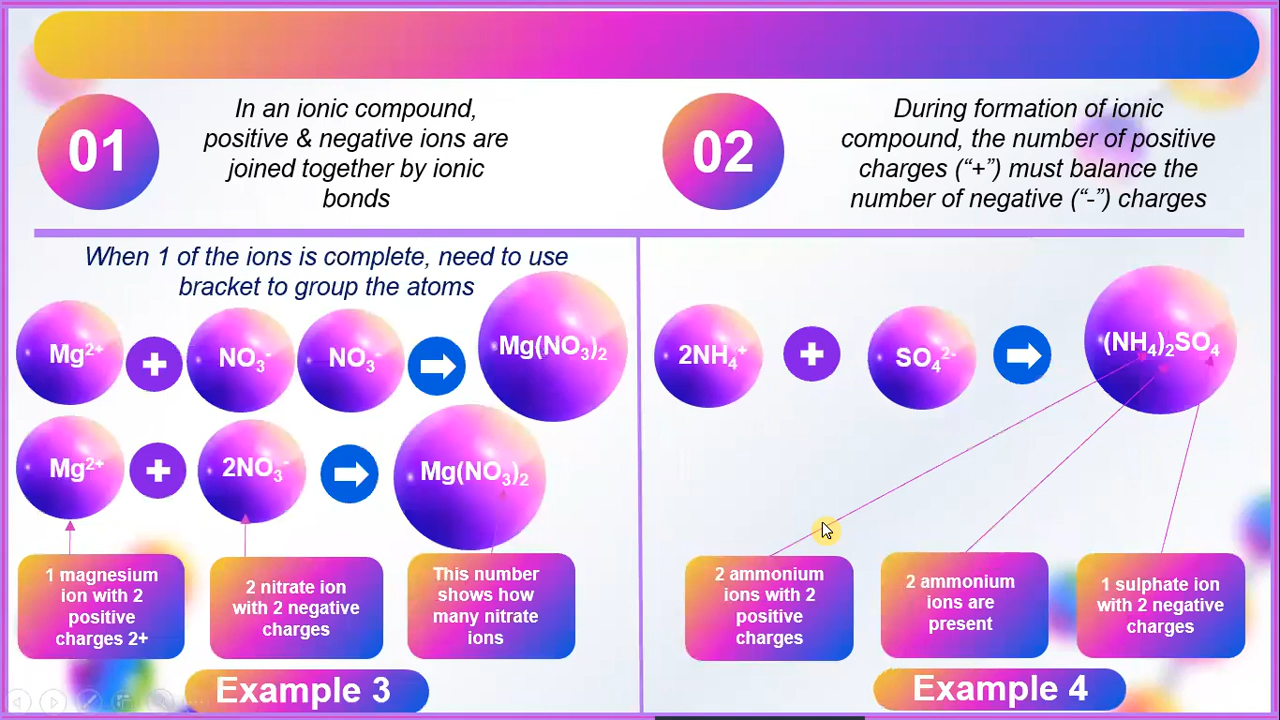 01
In an ionic compound,
positive & negative ions are
joined together by ionic
bonds
02
During formation of ionic
compound, the number of positive
charges (“+”) must balance the
number of negative (“-”) charges
When 1 of the ions is complete, need to use
bracket to group the atoms
Mg²⁺
+
NO₃⁻
NO₃⁻
Mg(NO₃)₂
Mg²⁺
+
2NO₃⁻
Mg(NO₃)₂
1 magnesium
ion with 2
positive
charges 2+
2 nitrate ion
with 2 negative
charges
This number
shows how
many nitrate
ions
Example 3
2NH₄⁺
+
SO₄²⁻
(NH₄)₂SO₄
2 ammonium
ions with 2
positive
charges
2 ammonium
ions are
present
1 sulphate ion
with 2 negative
charges
Example 4